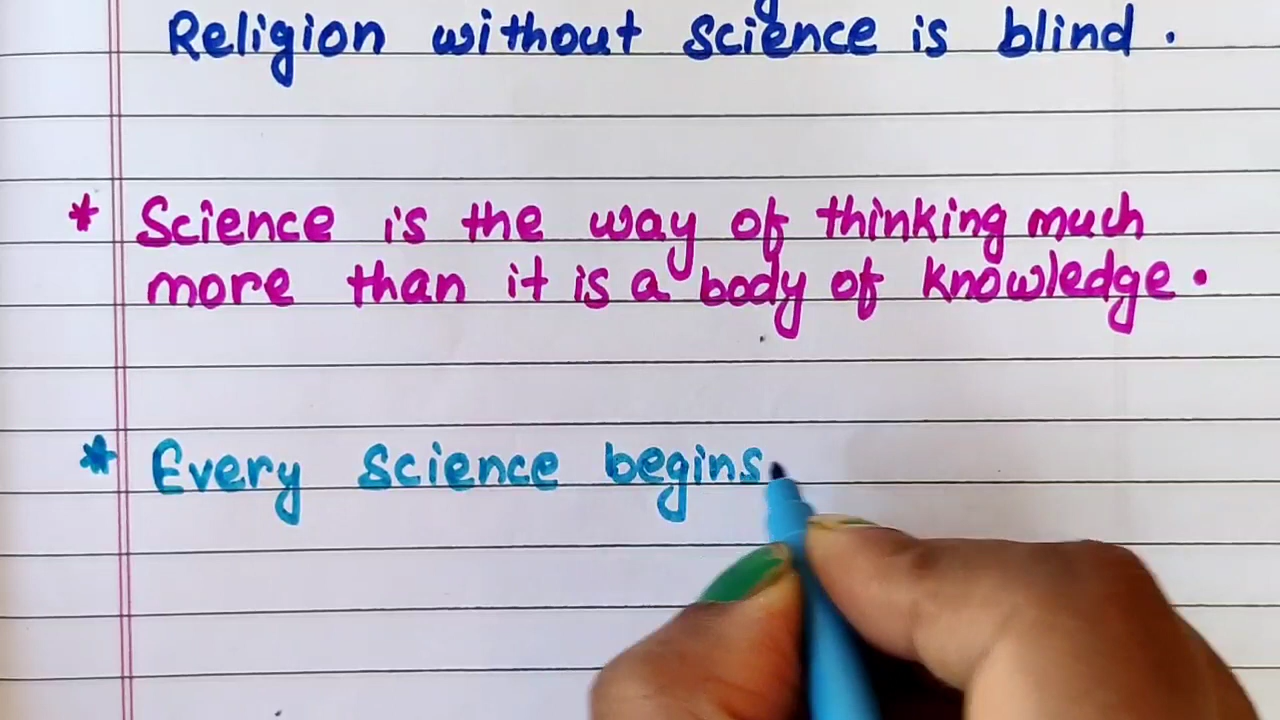 Religion without science is blind.
* Science is the way of thinking much
more than it is a body of knowledge.
* Every Science begins